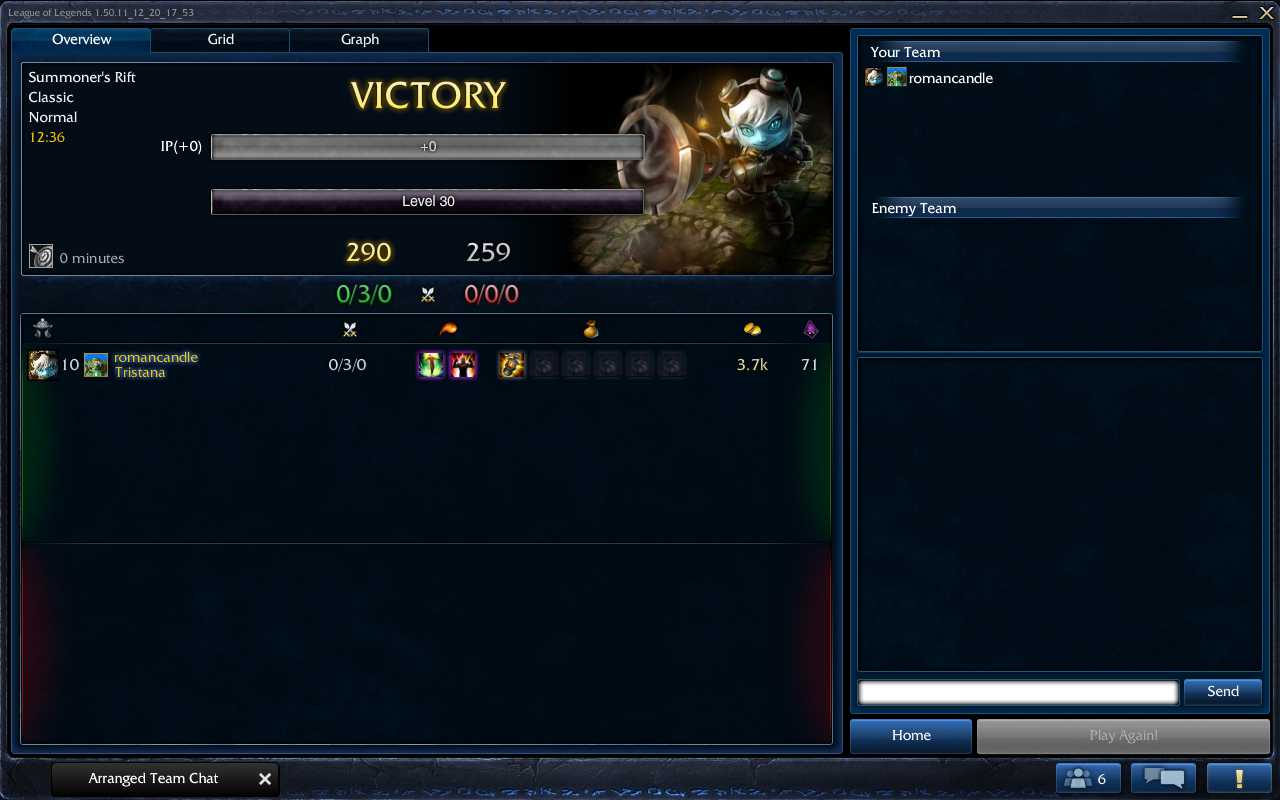 League of Legends 1.50.11_12_20_17_53
Overview
Grid
Graph
Summoner's Rift
Classic
Normal
12:36
VICTORY
IP(+0)
+0
Level 30
0 minutes
290
259
0/3/0
0/0/0
10
romancandle
Tristana
0/3/0
3.7k
71
Your Team
romancandle
Enemy Team
Send
Home
Play Again!
Arranged Team Chat
6